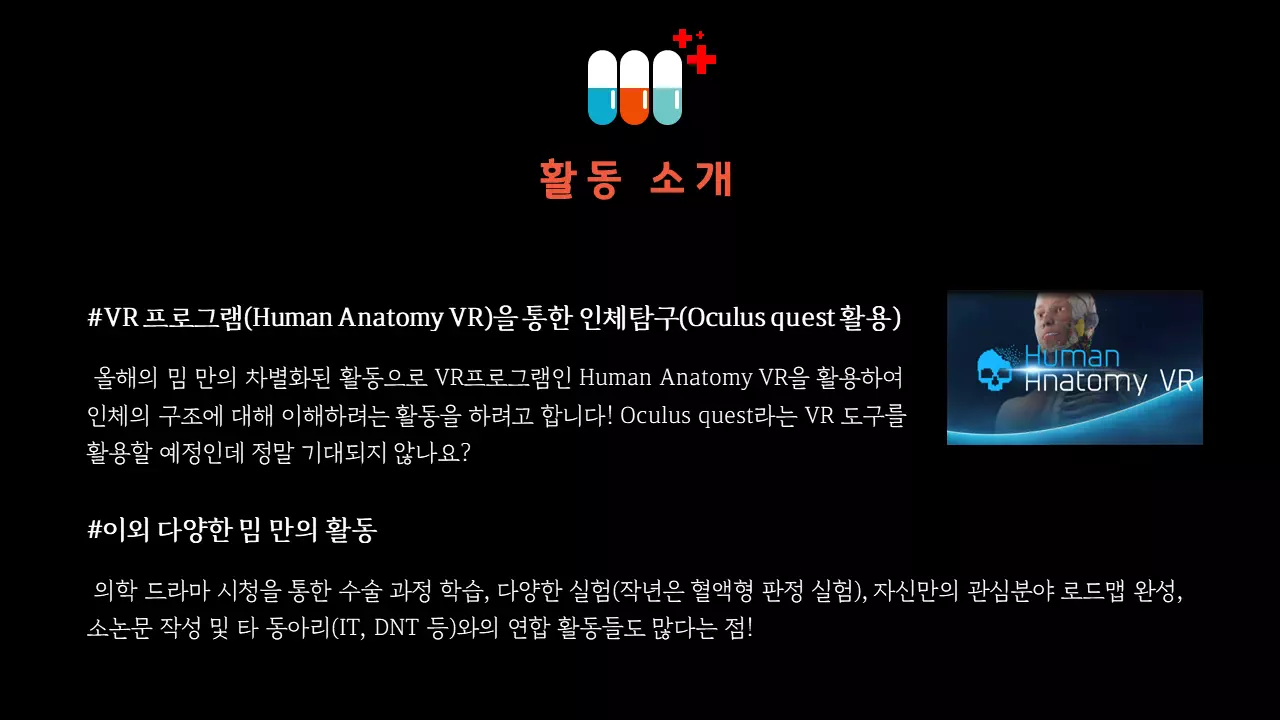 활동 소개
#VR 프로그램(Human Anatomy VR)을 통한 인체탐구(Oculus quest 활용)
올해의 밈 만의 차별화된 활동으로 VR프로그램인 Human Anatomy VR을 활용하여
인체의 구조에 대해 이해하려는 활동을 하려고 합니다! Oculus quest라는 VR 도구를
활용할 예정인데 정말 기대되지 않나요?
Human
Anatomy VR
#이외 다양한 밈 만의 활동
의학 드라마 시청을 통한 수술 과정 학습, 다양한 실험(작년은 혈액형 판정 실험), 자신만의 관심분야 로드맵 완성,
소논문 작성 및 타 동아리(IT, DNT 등)와의 연합 활동들도 많다는 점!